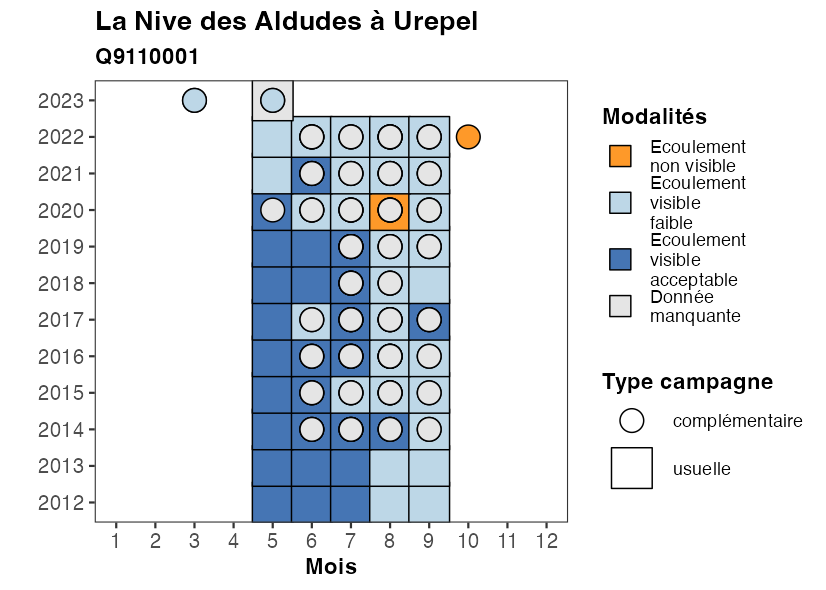 La Nive des Aldudes à Urepel
Q9110001
2023
2022
2021
2020
2019
2018
2017
2016
2015
2014
2013
2012
1 2 3 4 5 6 7 8 9 10 11 12
Mois
Modalités
Ecoulement
non visible
Ecoulement
visible
faible
Ecoulement
visible
acceptable
Donnée
manquante
Type campagne
complémentaire
usuelle